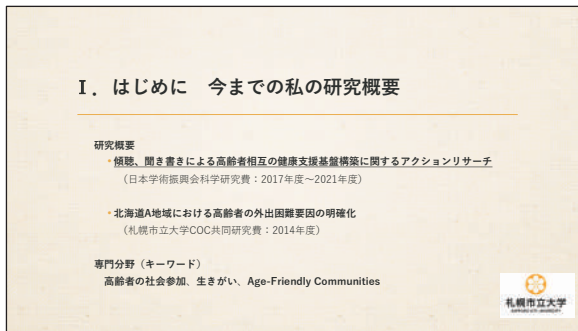 Ⅰ．はじめに　今までの私の研究概要
研究概要
・傾聴、聞き書きによる高齢者相互の健康支援基盤構築に関するアクションリサーチ
（日本学術振興会科学研究費：2017年度～2021年度）
・北海道A地域における高齢者の外出困難要因の明確化
（札幌市立大学COC共同研究費：2014年度）
専門分野（キーワード）
高齢者の社会参加、生きがい、Age-Friendly Communities
札幌市立大学
SAPPORO CITY UNIVERSITY